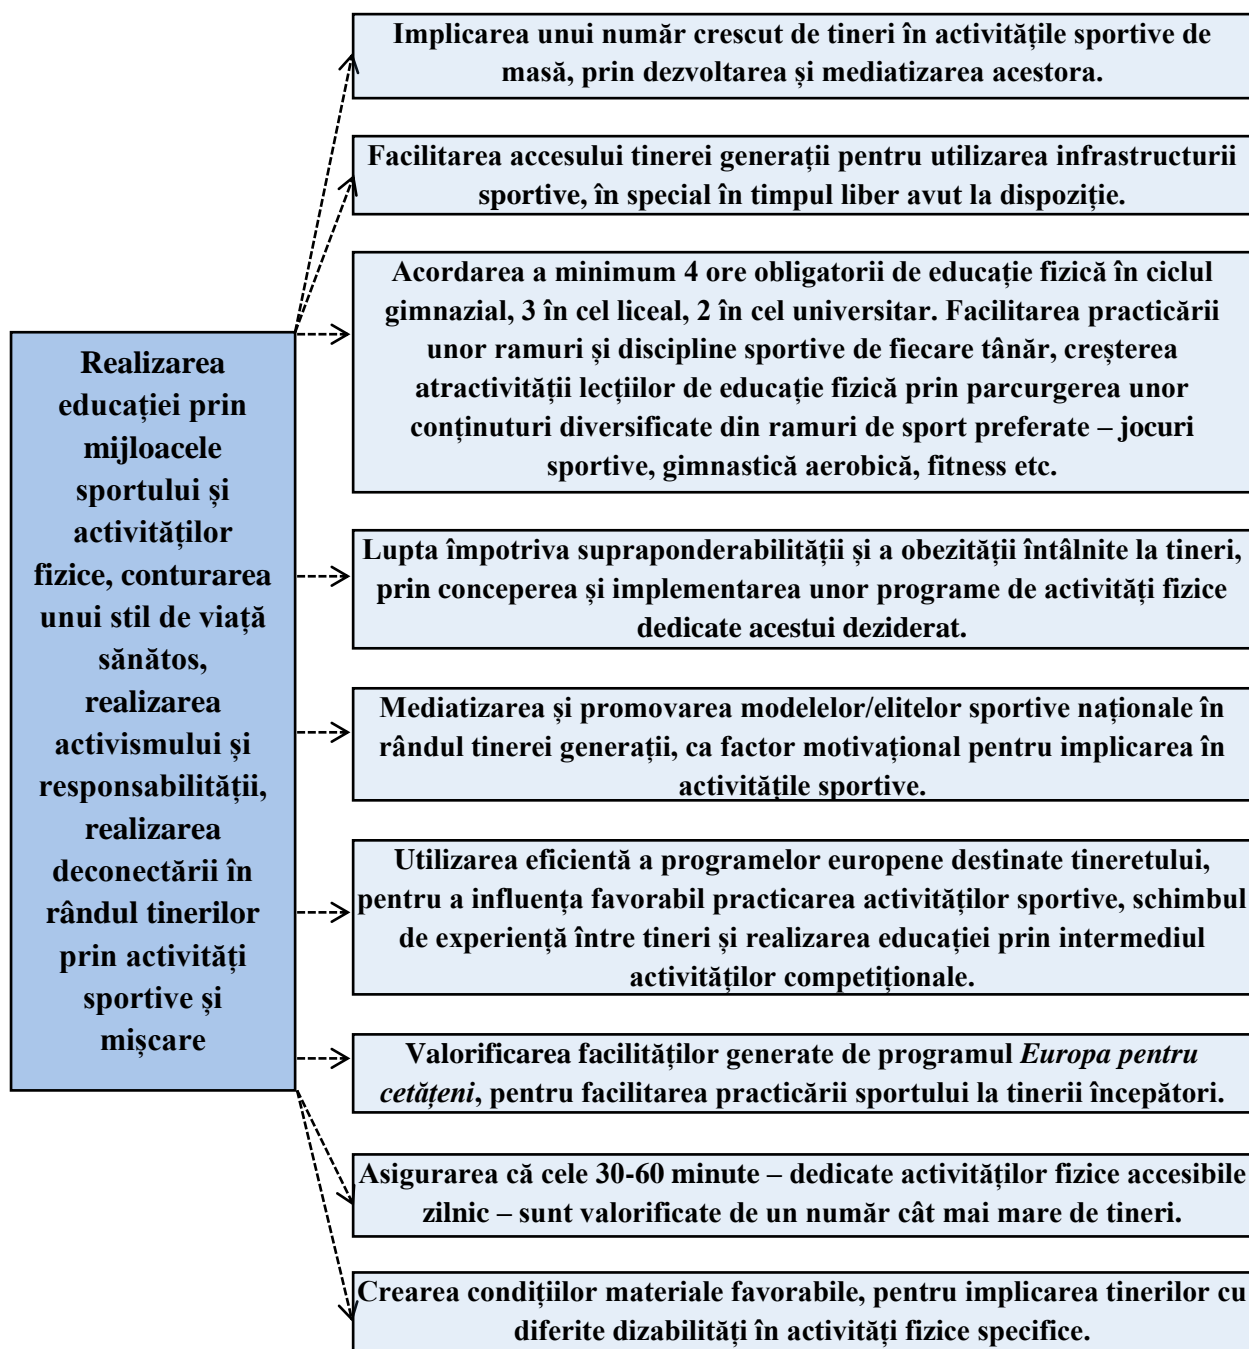 Realizarea
educației prin
mijloacele
sportului și
activităților
fizice, conturarea
unui stil de viață
sănătos,
realizarea
activismului și
responsabilității,
realizarea
deconectării în
rândul tinerilor
prin activități
sportive și
mișcare
Implicarea unui număr crescut de tineri în activitățile sportive de
masă, prin dezvoltarea și mediatizarea acestora.
Facilitarea accesului tinerei generații pentru utilizarea infrastructurii
sportive, în special în timpul liber avut la dispoziție.
Acordarea a minimum 4 ore obligatorii de educație fizică în ciclul
gimnazial, 3 în cel liceal, 2 în cel universitar. Facilitarea practicării
unor ramuri și discipline sportive de fiecare tânăr, creșterea
atractivității lecțiilor de educație fizică prin parcurgerea unor
conținuturi diversificate din ramuri de sport preferate – jocuri
sportive, gimnastică aerobică, fitness etc.
Lupta împotriva supraponderabilității și a obezității întâlnite la tineri,
prin conceperea și implementarea unor programe de activități fizice
dedicate acestui deziderat.
Mediatizarea și promovarea modelelor/elitelor sportive naționale în
rândul tinerei generații, ca factor motivațional pentru implicarea în
activitățile sportive.
Utilizarea eficientă a programelor europene destinate tineretului,
pentru a influența favorabil practicarea activităților sportive, schimbul
de experiență între tineri și realizarea educației prin intermediul
activităților competiționale.
Valorificarea facilităților generate de programul Europa pentru
cetățeni, pentru facilitarea practicării sportului la tinerii începători.
Asigurarea că cele 30-60 minute – dedicate activităților fizice accesibile
zilnic – sunt valorificate de un număr cât mai mare de tineri.
Crearea condițiilor materiale favorabile, pentru implicarea tinerilor cu
diferite dizabilități în activități fizice specifice.